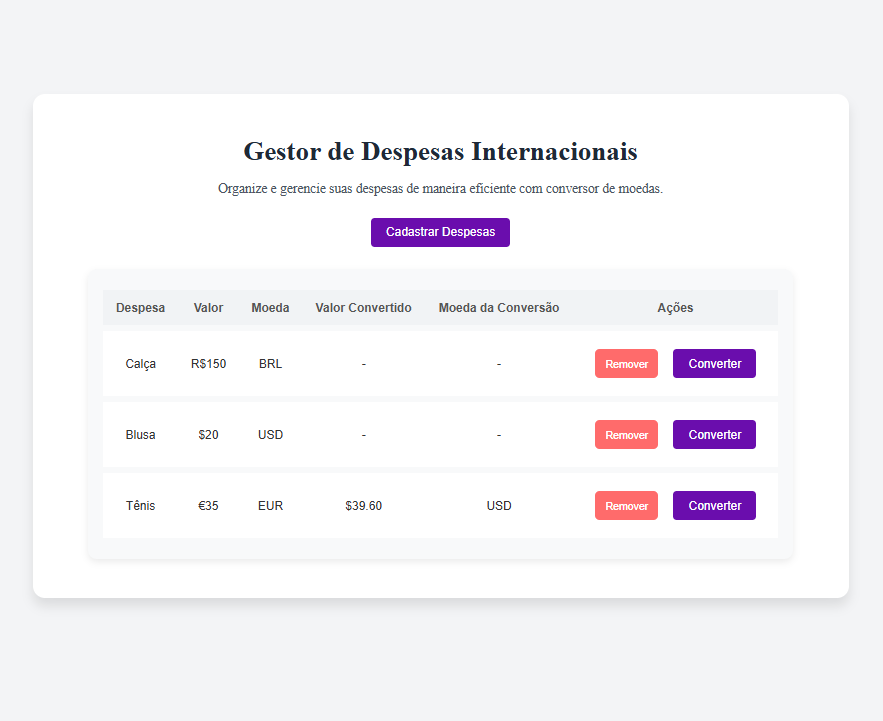 Gestor de Despesas Internacionais
Organize e gerencie suas despesas de maneira eficiente com conversor de moedas.
Cadastrar Despesas
Despesa Valor Moeda Valor Convertido Moeda da Conversão Ações
Calça R$150 BRL - - Remover Converter
Blusa $20 USD - - Remover Converter
Tênis €35 EUR $39.60 USD Remover Converter